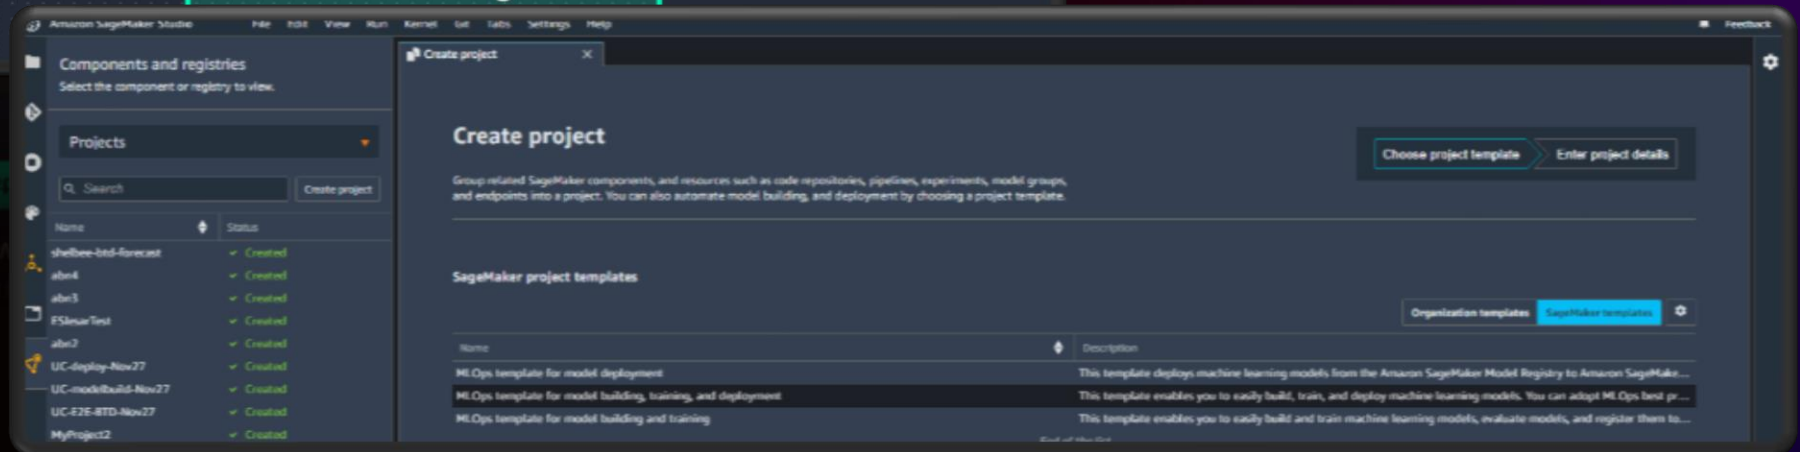 Amazon SageMaker Studio File Edit View Run Kernel Git Tabs Settings Help Feedback
Components and registries
Select the component or registry to view.
Projects
Search
Create project
Name Status
shelbee-btd-forecast Created
abn4 Created
abn3 Created
Created
abn2 Created
UC-deploy-Nov27 Created
UC-modelbuild-Nov27 Created
UC-E2E-BTD-Nov27 Created
MyProject2 Created
Create project
Create project
Choose project template Enter project details
Group related SageMaker components, and resources such as code repositories, pipelines, experiments, model groups,
and endpoints into a project. You can also automate model building, and deployment by choosing a project template.
SageMaker project templates
Organization templates SageMaker templates
Name Description
MLOps template for model deployment This template deploys machine learning models from the Amazon SageMaker Model Registry to Amazon SageMake...
MLOps template for model building, training, and deployment This template enables you to easily build, train, and deploy machine learning models. You can adopt MLOps best pr...
MLOps template for model building and training This template enables you to easily build and train machine learning models, evaluate models, and register them to...
End of the list